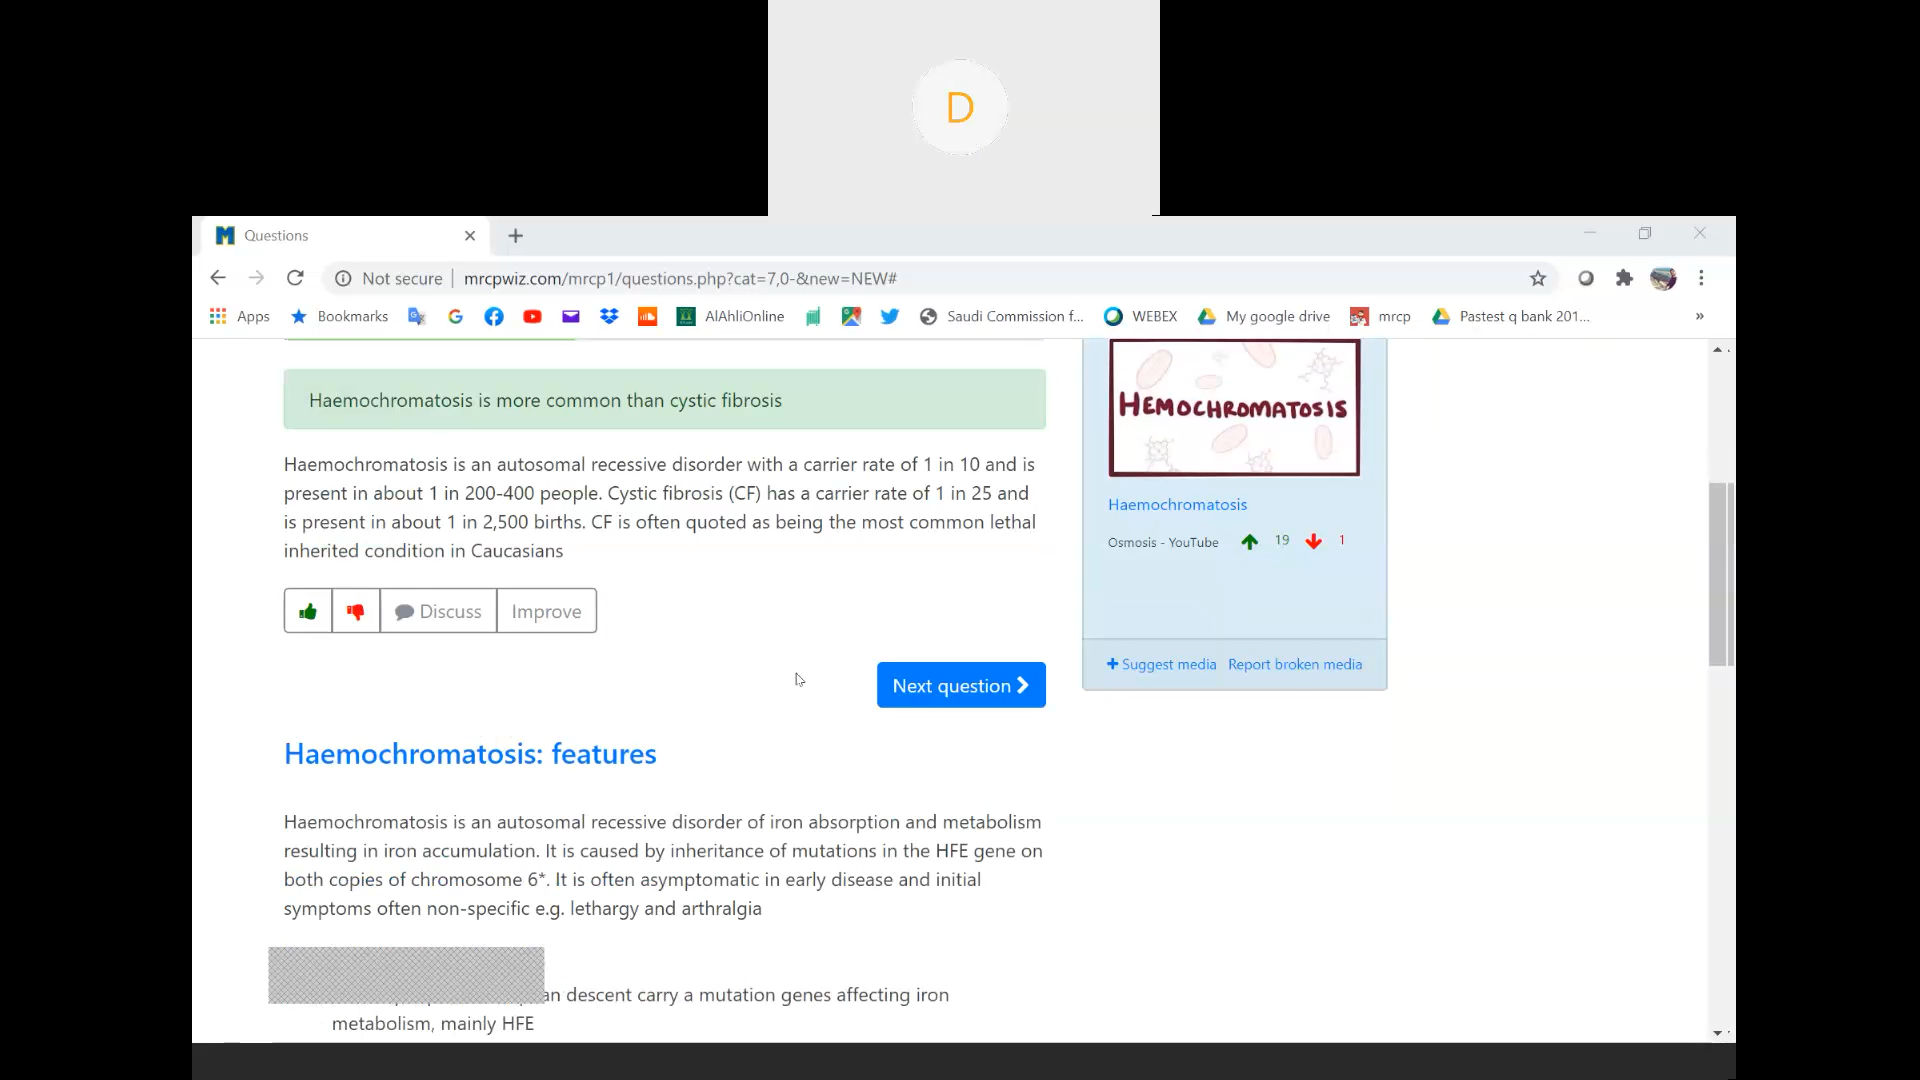 D
Questions
Not secure mrcpwiz.com/mrcp1/questions.php?cat=7,0-&new=NEW#
Apps Bookmarks AlAhliOnline Saudi Commission f... WEBEX My google drive mrcp Pastest q bank 201... »
Haemochromatosis is more common than cystic fibrosis
Haemochromatosis is an autosomal recessive disorder with a carrier rate of 1 in 10 and is
present in about 1 in 200-400 people. Cystic fibrosis (CF) has a carrier rate of 1 in 25 and
is present in about 1 in 2,500 births. CF is often quoted as being the most common lethal
inherited condition in Caucasians
Discuss Improve
Next question
HEMOCHROMATOSIS
Haemochromatosis
Osmosis - YouTube 19 1
Suggest media Report broken media
Haemochromatosis: features
Haemochromatosis is an autosomal recessive disorder of iron absorption and metabolism
resulting in iron accumulation. It is caused by inheritance of mutations in the HFE gene on
both copies of chromosome 6*. It is often asymptomatic in early disease and initial
symptoms often non-specific e.g. lethargy and arthralgia
descent carry a mutation genes affecting iron
metabolism, mainly HFE